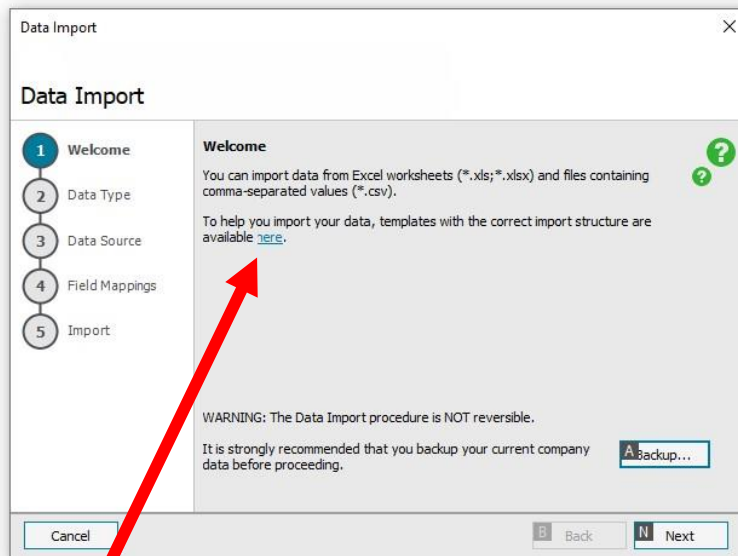 Data Import
Data Import
1 Welcome
2 Data Type
3 Data Source
4 Field Mappings
5 Import
Welcome
You can import data from Excel worksheets (*.xls;*.xlsx) and files containing
comma-separated values (*.csv).
To help you import your data, templates with the correct import structure are
available here.
WARNING: The Data Import procedure is NOT reversible.
It is strongly recommended that you backup your current company
data before proceeding.
A Backup...
Cancel
B Back
N Next